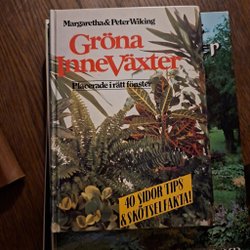 Margaretha & Peter Wiking
Gröna
InneVäxter
Placerade i rätt fönster
40 SIDOR TIPS
& SKÖTSELFAKTA!